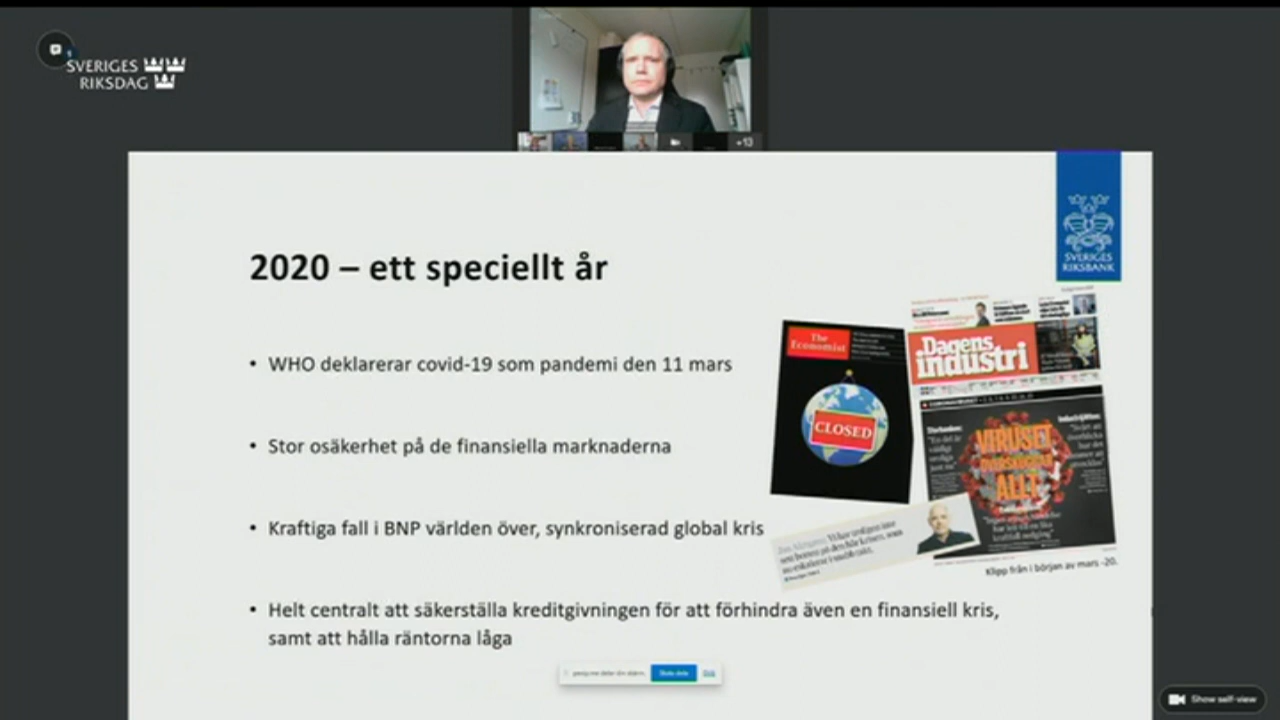 SVERIGES
RIKSDAG
+13
SVERIGES
RIKSBANK
2020 – ett speciellt år
• WHO deklarerar covid-19 som pandemi den 11 mars
• Stor osäkerhet på de finansiella marknaderna
• Kraftiga fall i BNP världen över, synkroniserad global kris
• Helt centralt att säkerställa kreditgivningen för att förhindra även en finansiell kris,
samt att hålla räntorna låga
The
Economist
CLOSED
Dagens
industri
VIRUSET
ÖVERSKUGGAR
ALLT
Klipp från i början av mars -20.
Show self-view